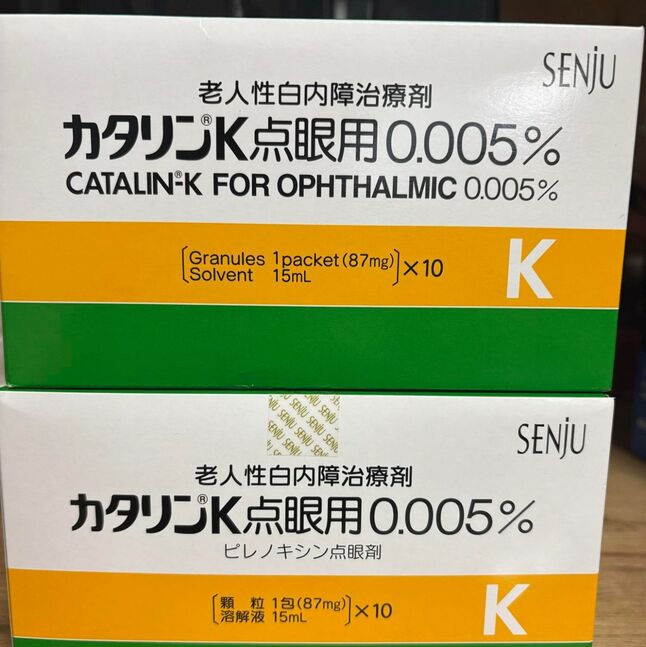 SENJU
老人性白内障治療剤
カタリン®K点眼用0.005%
CATALIN®-K FOR OPHTHALMIC 0.005%
Granules 1packet(87mg)
Solvent 15mL
×10
K
SENJU SENJU SENJU
SENJU
老人性白内障治療剤
カタリン®K点眼用0.005%
ピレノキシン点眼剤
顆粒 1包(87mg)
溶解液 15mL
×10
K